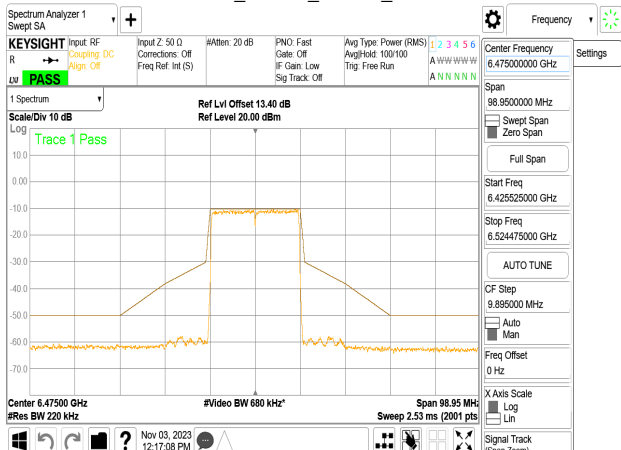 Spectrum Analyzer 1
Swept SA
Frequency
KEYSIGHT
R
LXI
PASS
Input: RF
Coupling: DC
Align: Off
Input Z: 50 Ω
Corrections: Off
Freq Ref: Int (S)
#Atten: 20 dB
PNO: Fast
Gate: Off
IF Gain: Low
Sig Track: Off
Avg Type: Power (RMS)
Avg|Hold: 100/100
Trig: Free Run
1 2 3 4 5 6
A W W W W W
A N N N N N
1 Spectrum
Scale/Div 10 dB
Ref Lvl Offset 13.40 dB
Ref Level 20.00 dBm
Log
Trace 1 Pass
10.0
0.00
-10.0
-20.0
-30.0
-40.0
-50.0
-60.0
-70.0
Center 6.47500 GHz
#Res BW 220 kHz
#Video BW 680 kHz*
Span 98.95 MHz
Sweep 2.53 ms (2001 pts
Nov 03, 2023
12:17:08 PM
Center Frequency
6.475000000 GHz
Settings
Span
98.9500000 MHz
Swept Span
Zero Span
Full Span
Start Freq
6.425525000 GHz
Stop Freq
6.524475000 GHz
AUTO TUNE
CF Step
9.895000 MHz
Auto
Man
Freq Offset
0 Hz
X Axis Scale
Log
Lin
Signal Track
(Span Zoom)